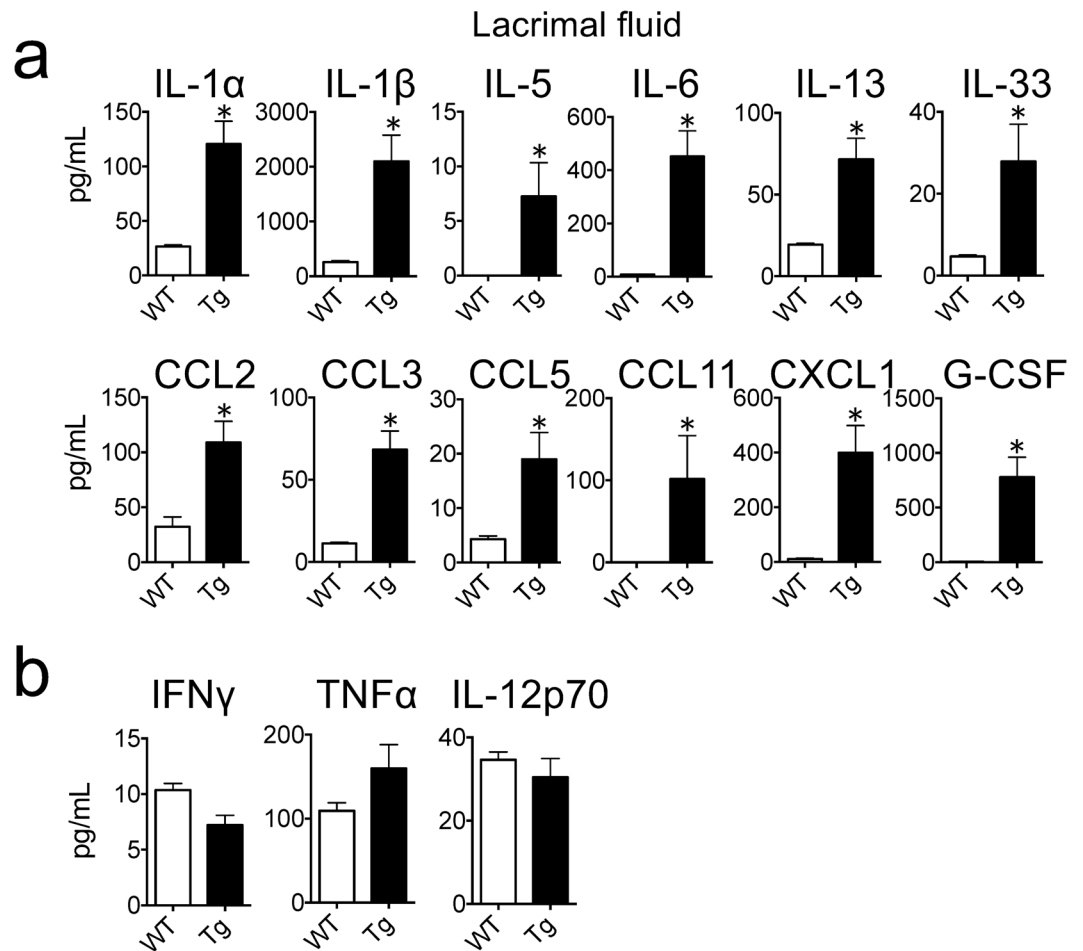 Lacrimal fluid
a
IL-1α IL-1β IL-5 IL-6 IL-13 IL-33
pg/mL
150 100 50 0
3000 2000 1000 0
15 10 5 0
600 400 200 0
100 50 0
40 20 0
* * * * * *
WT Tg WT Tg WT Tg WT Tg WT Tg WT Tg
CCL2 CCL3 CCL5 CCL11 CXCL1 G-CSF
pg/mL
150 100 50 0
100 50 0
30 20 10 0
200 100 0
600 400 200 0
1500 1000 500 0
* * * * * *
WT Tg WT Tg WT Tg WT Tg WT Tg WT Tg
b
IFNγ TNFα IL-12p70
pg/mL
15 10 5 0
200 100 0
40 20 0
WT Tg WT Tg WT Tg